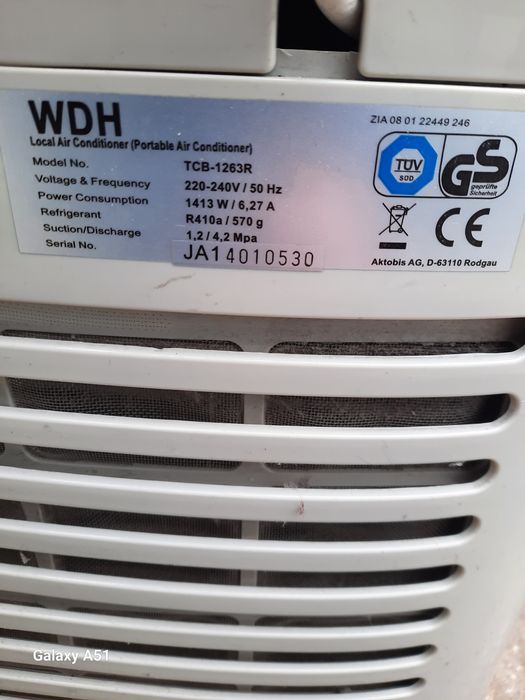 WDH
Local Air Conditioner (Portable Air Conditioner)
Model No. TCB-1263R
Voltage & Frequency 220-240V / 50 Hz
Power Consumption 1413 W / 6,27 A
Refrigerant R410a / 570 g
Suction/Discharge 1,2 / 4,2 Mpa
Serial No. JA14010530
ZIA 08 01 22449 246
TÜV
SÜD
GS
geprüfte
Sicherheit
CE
Aktobis AG, D-63110 Rodgau
Galaxy A51